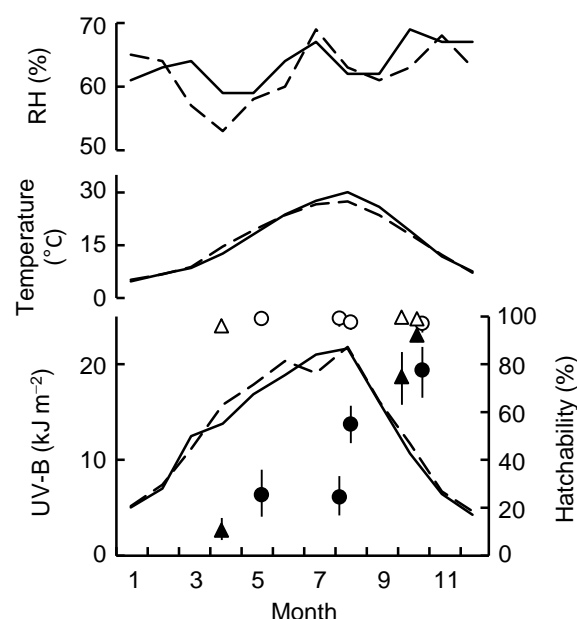 70
60
50
RH (%)
30
15
0
Temperature
(°C)
20
10
0
UV-B (kJ m⁻²)
100
80
60
40
20
0
Hatchability (%)
1 3 5 7 9 11
Month